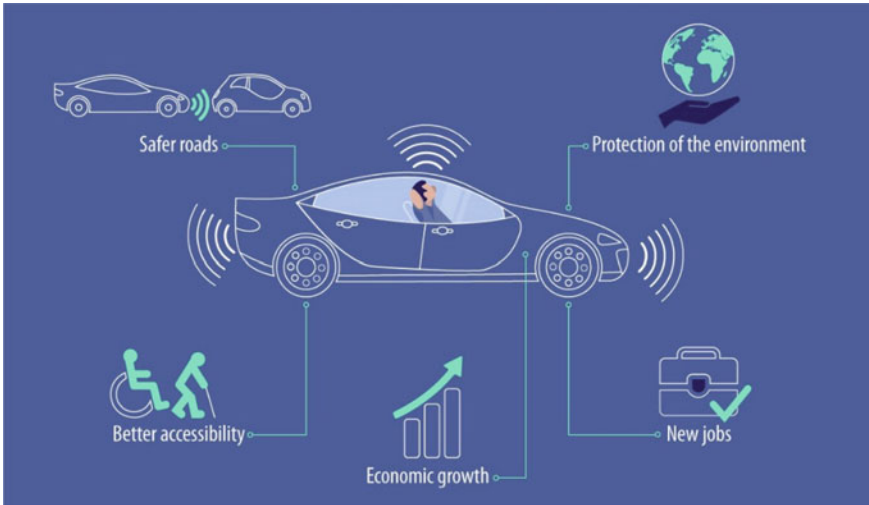 Safer roads
Protection of the environment
Better accessibility
New jobs
Economic growth